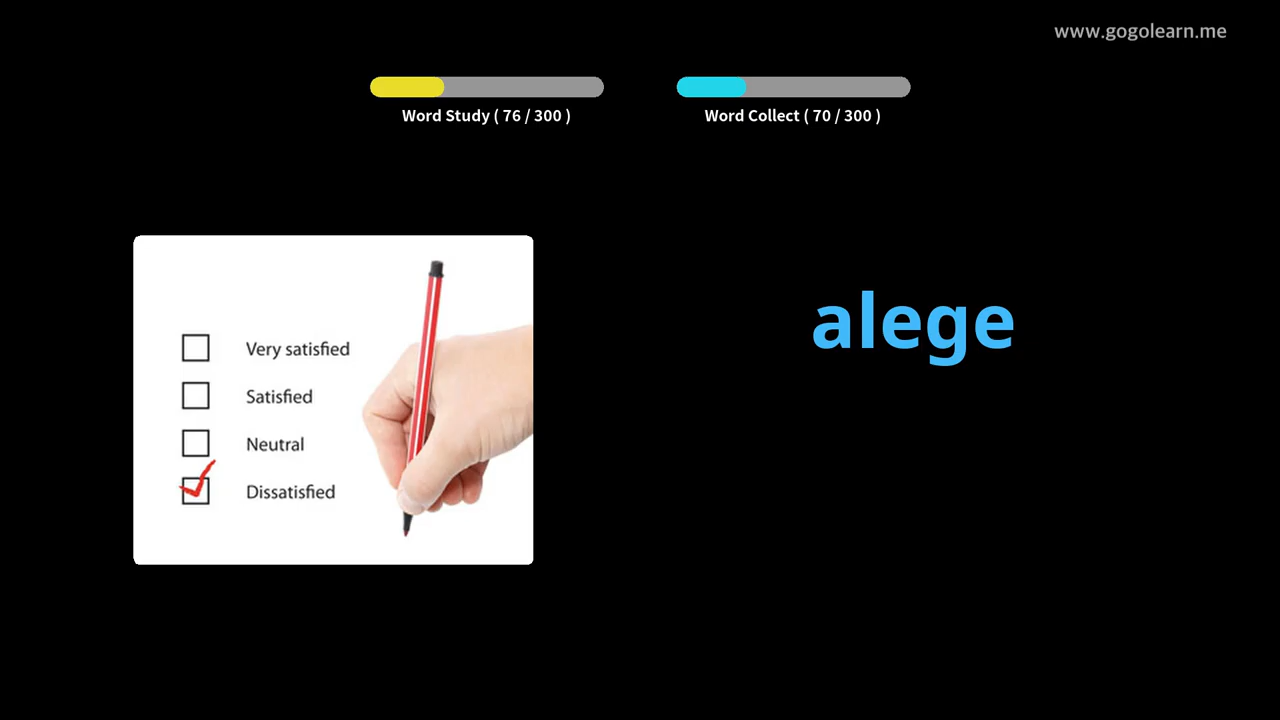 www.gogolearn.me
Word Study ( 76 / 300 )
Word Collect ( 70 / 300 )
Very satisfied
Satisfied
Neutral
Dissatisfied
alege